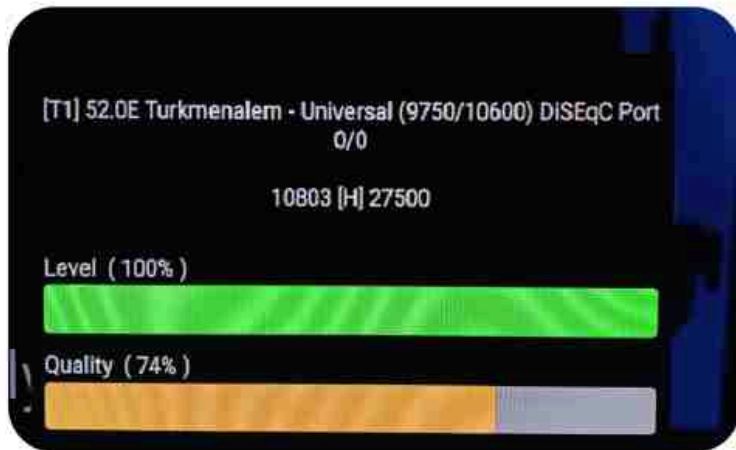 [T1] 52.0E Turkmenalem - Universal (9750/10600) DiSEqC Port
0/0
10803 [H] 27500
Level ( 100% )
Quality ( 74% )